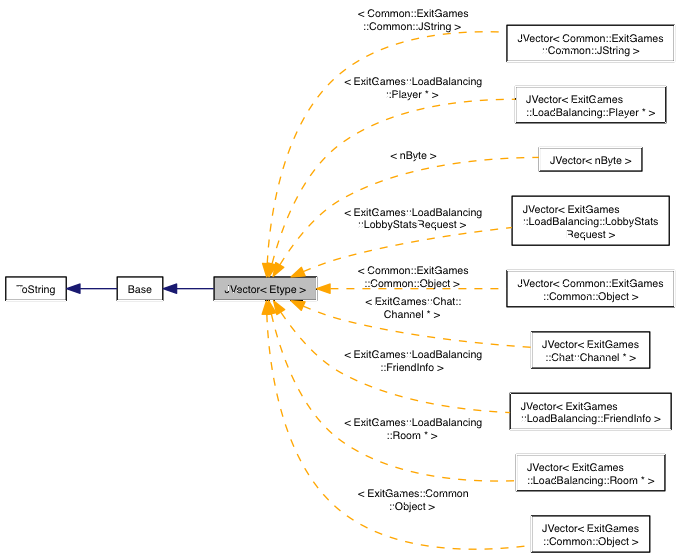 < Common::ExitGames
::Common::JString >
JVector< Common::ExitGames
::Common::JString >
< ExitGames::LoadBalancing
::Player * >
JVector< ExitGames
::LoadBalancing::Player * >
< nByte >
JVector< nByte >
< ExitGames::LoadBalancing
::LobbyStatsRequest >
JVector< ExitGames
::LoadBalancing::LobbyStats
Request >
ToString
Base
JVector< Etype >
< Common::ExitGames
::Common::Object >
JVector< Common::ExitGames
::Common::Object >
< ExitGames::Chat::
Channel * >
JVector< ExitGames
::Chat::Channel * >
< ExitGames::LoadBalancing
::FriendInfo >
JVector< ExitGames
::LoadBalancing::FriendInfo >
< ExitGames::LoadBalancing
::Room * >
JVector< ExitGames
::LoadBalancing::Room * >
< ExitGames::Common
::Object >
JVector< ExitGames
::Common::Object >